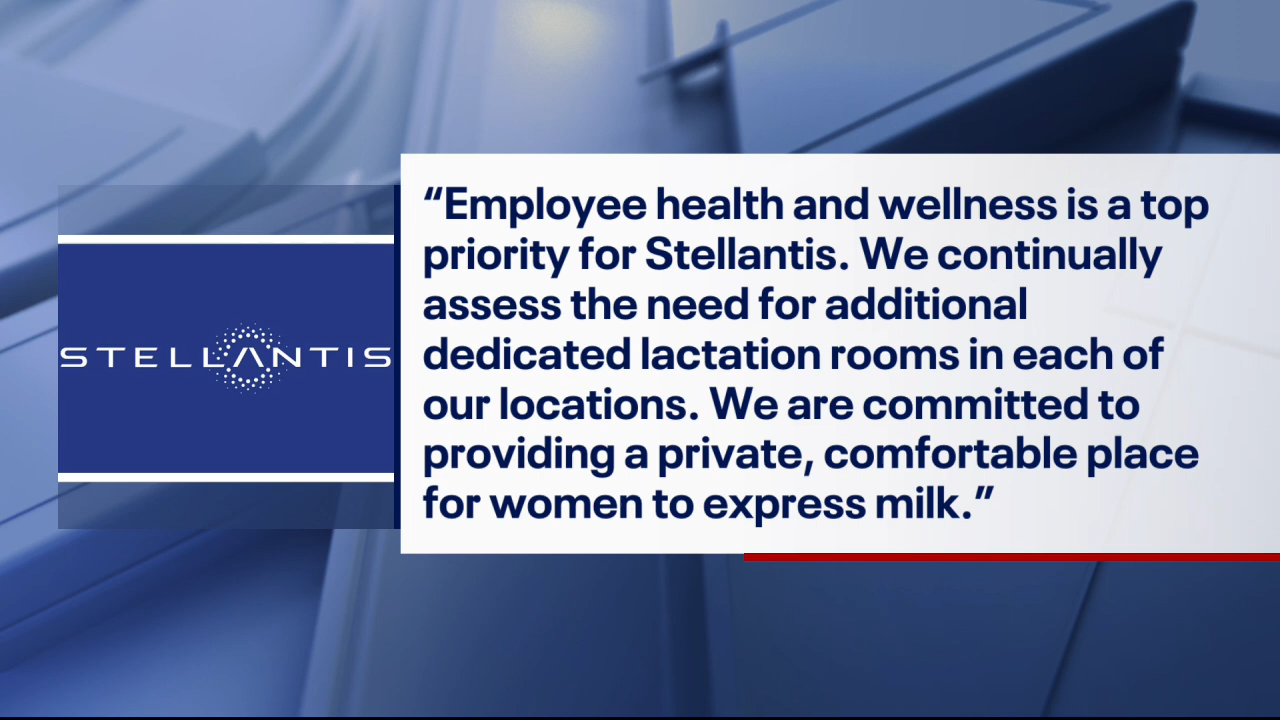 STELLANTIS
“Employee health and wellness is a top
priority for Stellantis. We continually
assess the need for additional
dedicated lactation rooms in each of
our locations. We are committed to
providing a private, comfortable place
for women to express milk.”